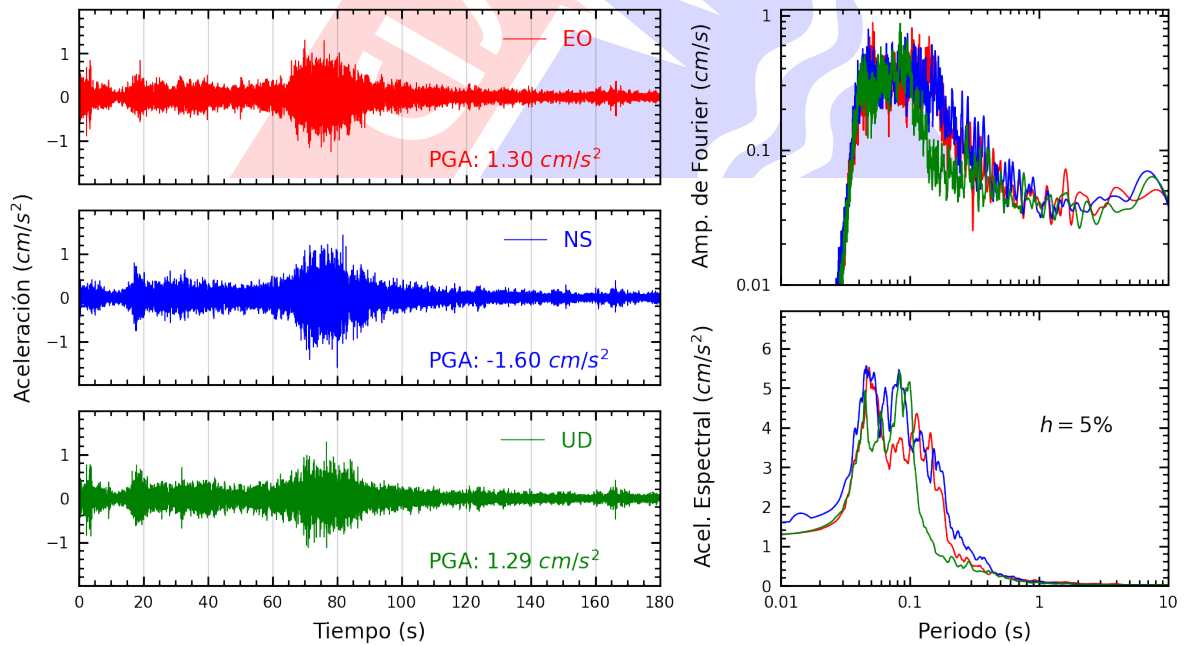 Aceleración (cm/s²)
1
0
−1
EO
PGA: 1.30 cm/s²
1
0
−1
NS
PGA: -1.60 cm/s²
1
0
−1
UD
PGA: 1.29 cm/s²
0 20 40 60 80 100 120 140 160 180
Tiempo (s)
Amp. de Fourier (cm/s)
1
0.1
0.01
Acel. Espectral (cm/s²)
6
5
4
3
2
1
0
h = 5%
0.01 0.1 1 10
Periodo (s)